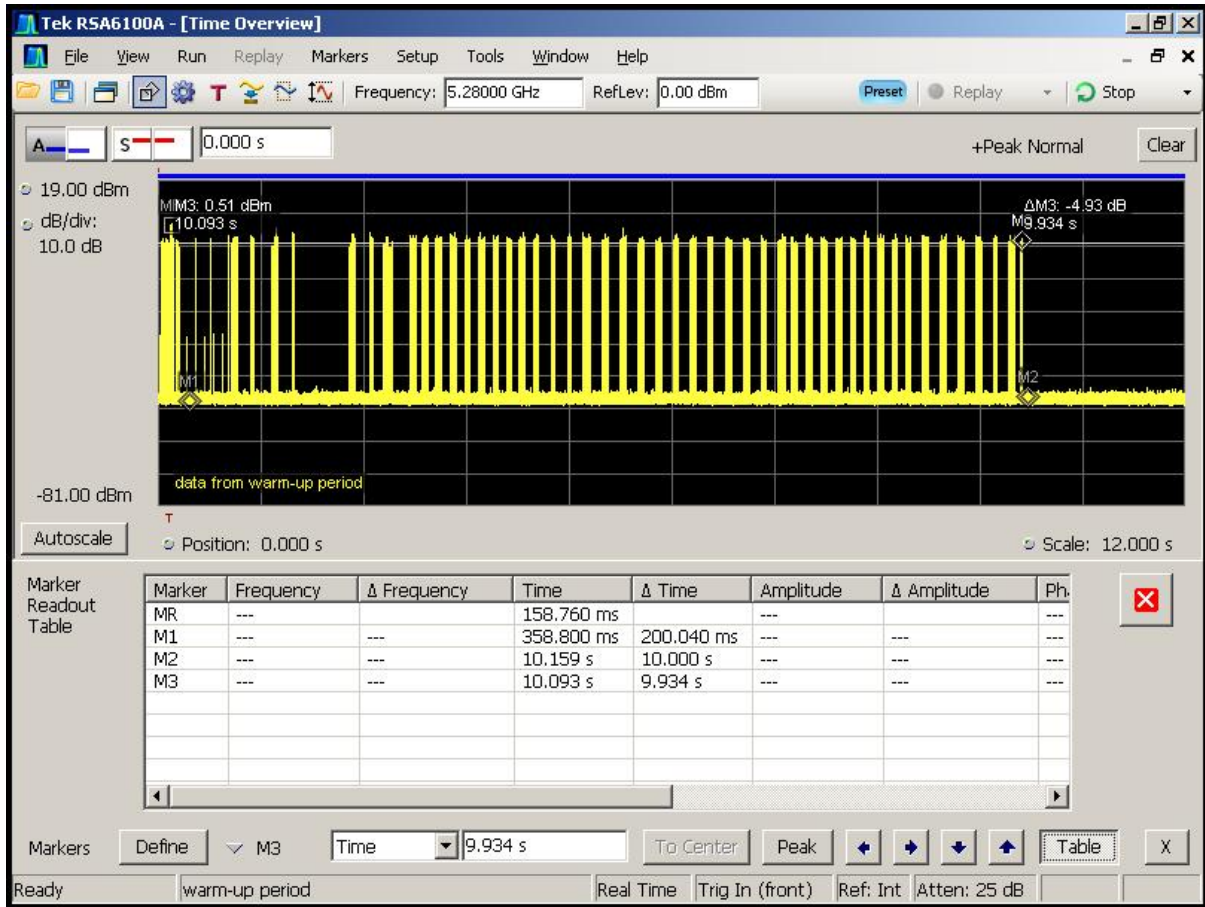 Tek RSA6100A - [Time Overview]
File View Run Replay Markers Setup Tools Window Help
T Frequency: 5.28000 GHz RefLev: 0.00 dBm Preset Replay Stop
A S 0.000 s +Peak Normal Clear
19.00 dBm
dB/div:
10.0 dB
M3: 0.51 dBm
10.093 s
ΔM3: -4.93 dB
9.934 s
M1
M2
data from warm-up period
-81.00 dBm
T
Autoscale Position: 0.000 s Scale: 12.000 s
Marker Readout Table
Marker Frequency Δ Frequency Time Δ Time Amplitude Δ Amplitude Ph
MR --- 158.760 ms --- ---
M1 --- --- 358.800 ms 200.040 ms --- --- ---
M2 --- --- 10.159 s 10.000 s --- --- ---
M3 --- --- 10.093 s 9.934 s --- --- ---
Markers Define M3 Time 9.934 s To Center Peak Table X
Ready warm-up period Real Time Trig In (front) Ref: Int Atten: 25 dB